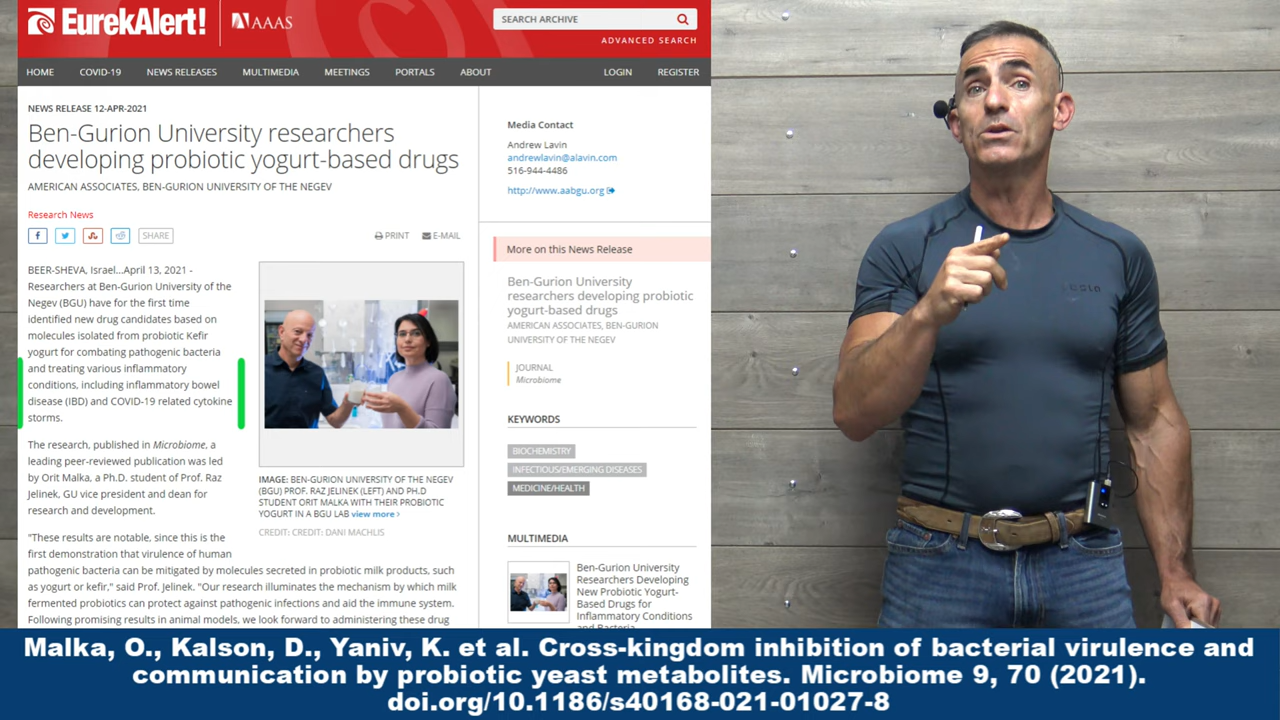 EurekAlert!
AAAS
SEARCH ARCHIVE
ADVANCED SEARCH
HOME COVID-19 NEWS RELEASES MULTIMEDIA MEETINGS PORTALS ABOUT LOGIN REGISTER
NEWS RELEASE 12-APR-2021
Ben-Gurion University researchers
developing probiotic yogurt-based drugs
AMERICAN ASSOCIATES, BEN-GURION UNIVERSITY OF THE NEGEV
Research News
SHARE
PRINT E-MAIL
BEER-SHEVA, Israel...April 13, 2021 -
Researchers at Ben-Gurion University of the
Negev (BGU) have for the first time
identified new drug candidates based on
molecules isolated from probiotic Kefir
yogurt for combating pathogenic bacteria
and treating various inflammatory
conditions, including inflammatory bowel
disease (IBD) and COVID-19 related cytokine
storms.
The research, published in Microbiome, a
leading peer-reviewed publication was led
by Orit Malka, a Ph.D. student of Prof. Raz
Jelinek, GU vice president and dean for
research and development.
"These results are notable, since this is the
first demonstration that virulence of human
pathogenic bacteria can be mitigated by molecules secreted in probiotic milk products, such
as yogurt or kefir," said Prof. Jelinek. "Our research illuminates the mechanism by which milk
fermented probiotics can protect against pathogenic infections and aid the immune system.
Following promising results in animal models, we look forward to administering these drug
IMAGE: BEN-GURION UNIVERSITY OF THE NEGEV
(BGU) PROF. RAZ JELINEK (LEFT) AND PH.D
STUDENT ORIT MALKA WITH THEIR PROBIOTIC
YOGURT IN A BGU LAB view more >
CREDIT: CREDIT: DANI MACHLIS
Media Contact
Andrew Lavin
andrewlavin@alavin.com
516-944-4486
http://www.aabgu.org
More on this News Release
Ben-Gurion University
researchers developing probiotic
yogurt-based drugs
AMERICAN ASSOCIATES, BEN-GURION
UNIVERSITY OF THE NEGEV
JOURNAL
Microbiome
KEYWORDS
BIOCHEMISTRY
INFECTIOUS/EMERGING DISEASES
MEDICINE/HEALTH
MULTIMEDIA
Ben-Gurion University
Researchers Developing
New Probiotic Yogurt-
Based Drugs for
Inflammatory Conditions
and Bacteria
Malka, O., Kalson, D., Yaniv, K. et al. Cross-kingdom inhibition of bacterial virulence and
communication by probiotic yeast metabolites. Microbiome 9, 70 (2021).
doi.org/10.1186/s40168-021-01027-8